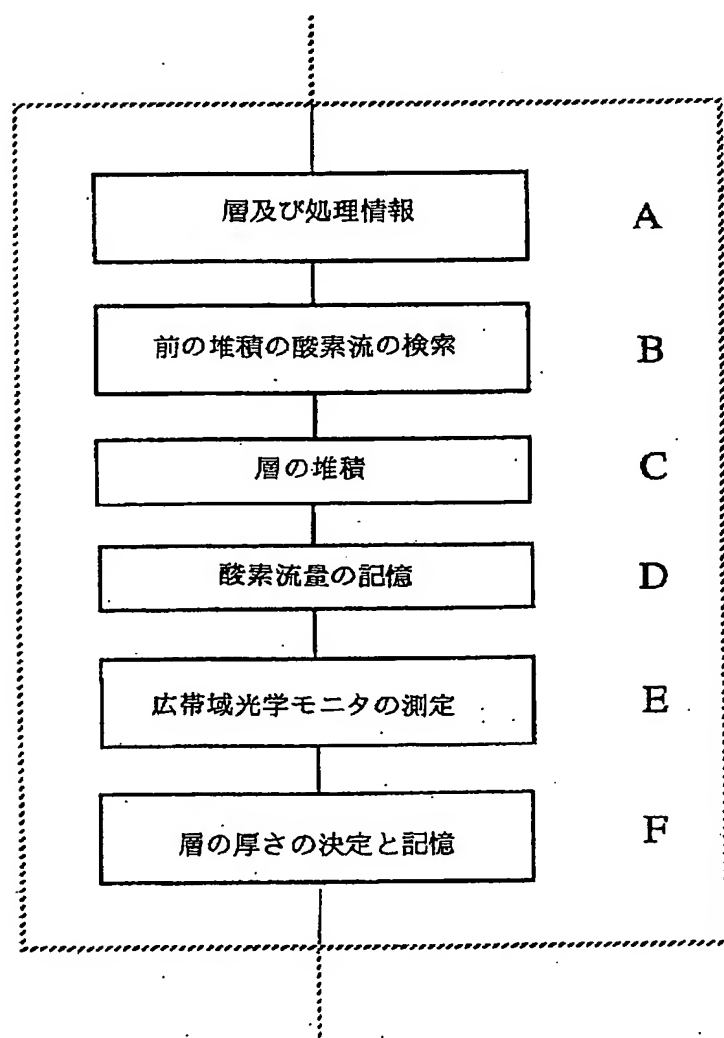 層及び処理情報
A
前の堆積の酸素流の検索
B
層の堆積
C
酸素流量の記憶
D
広帯域光学モニタの測定
E
層の厚さの決定と記憶
F